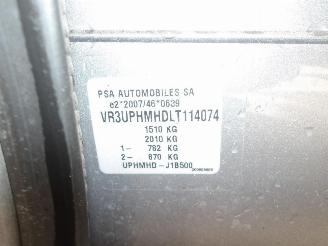 PSA AUTOMOBILES SA
e2*2007/46*0639
VR3UPHMHDLT114074
1510 KG
2010 KG
1- 762 KG
2- 870 KG
UPHMHD-J1B500